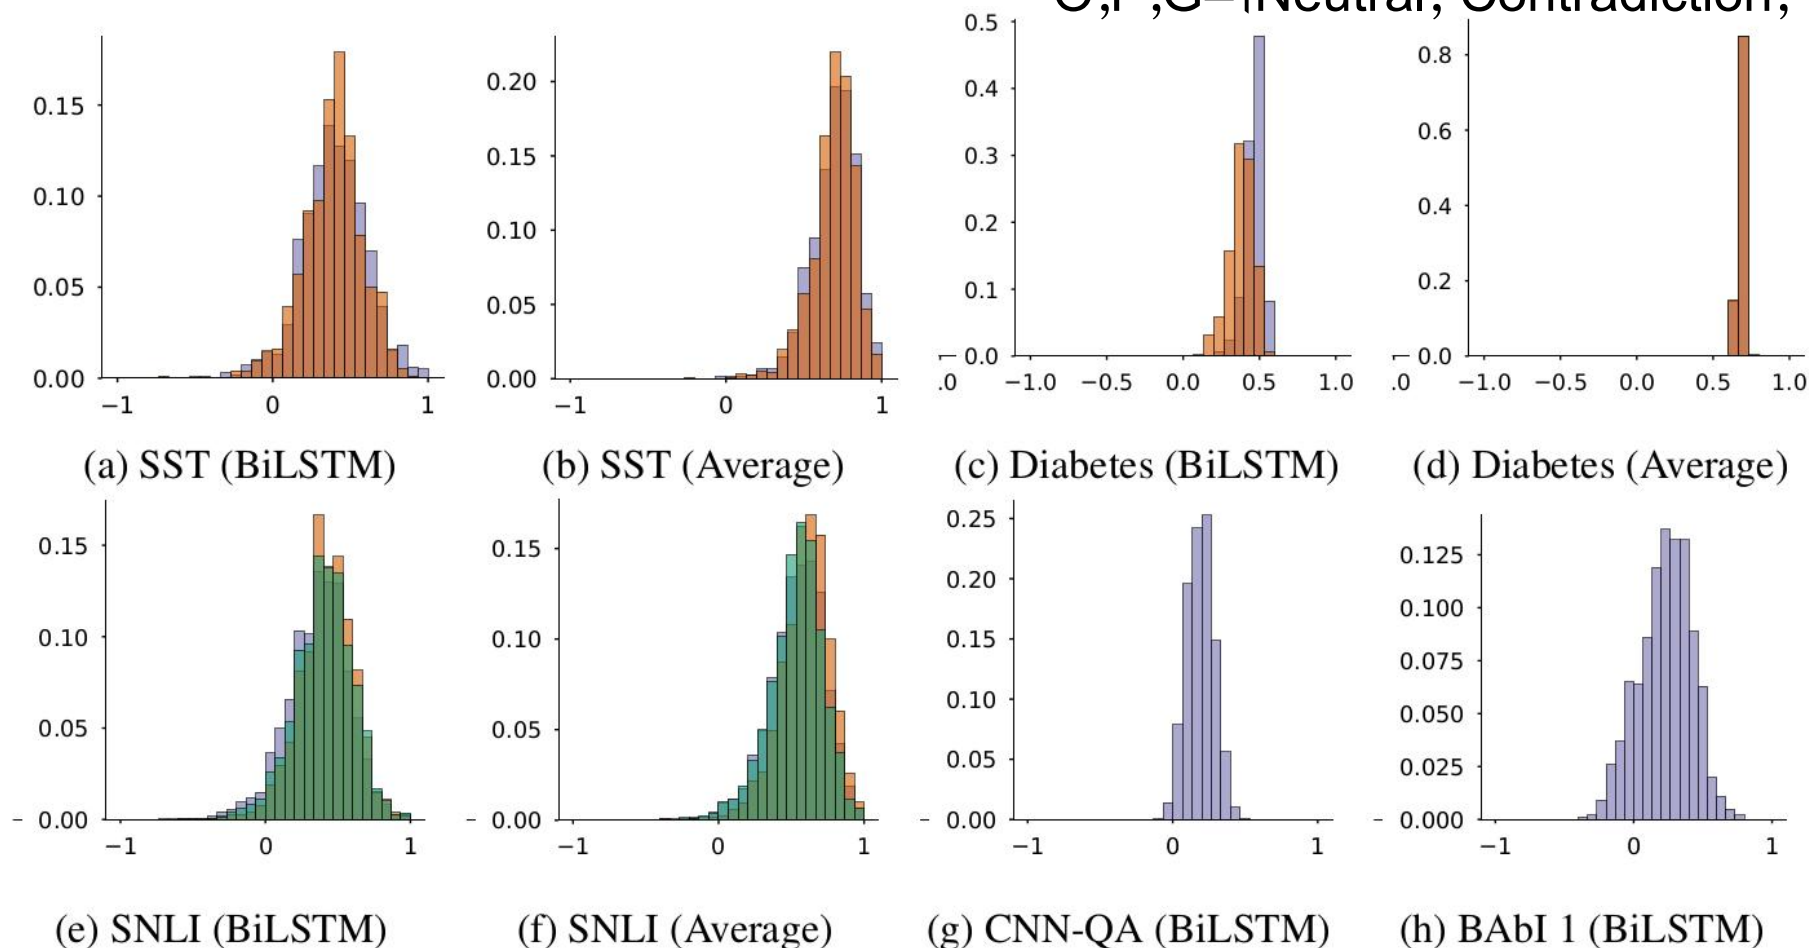 O,P,G={Neutral, Contradiction,
0.15
0.10
0.05
0.00
−1 0 1
0.20
0.15
0.10
0.05
0.00
−1 0 1
0.5
0.4
0.3
0.2
0.1
0.0
.0 −1.0 −0.5 0.0 0.5 1.0
0.8
0.6
0.4
0.2
0.0
.0 −1.0 −0.5 0.0 0.5 1.0
(a) SST (BiLSTM)
(b) SST (Average)
(c) Diabetes (BiLSTM)
(d) Diabetes (Average)
0.15
0.10
0.05
0.00
−1 0 1
0.15
0.10
0.05
0.00
−1 0 1
0.25
0.20
0.15
0.10
0.05
0.00
−1 0 1
0.125
0.100
0.075
0.050
0.025
0.000
−1 0 1
(e) SNLI (BiLSTM)
(f) SNLI (Average)
(g) CNN-QA (BiLSTM)
(h) BAbI 1 (BiLSTM)